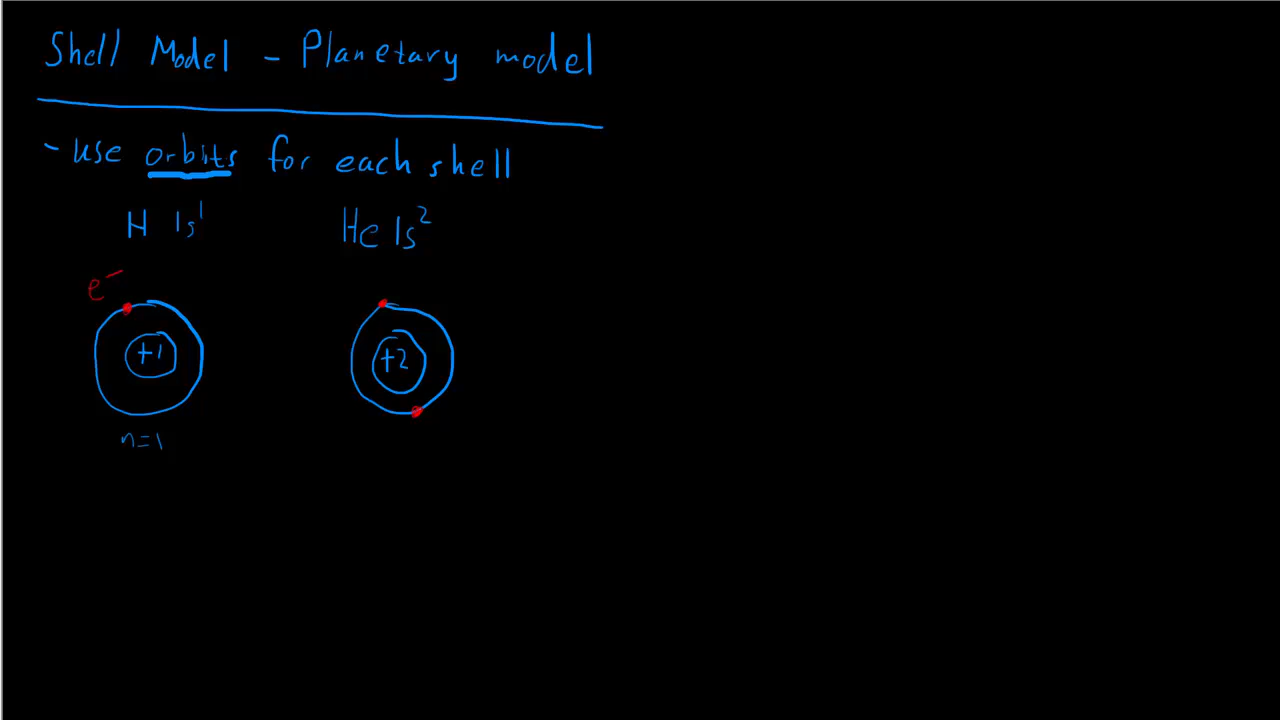 Shell Model - Planetary model
- use orbits for each shell
H 1s¹
He 1s²
e⁻
+1
+2
n=1